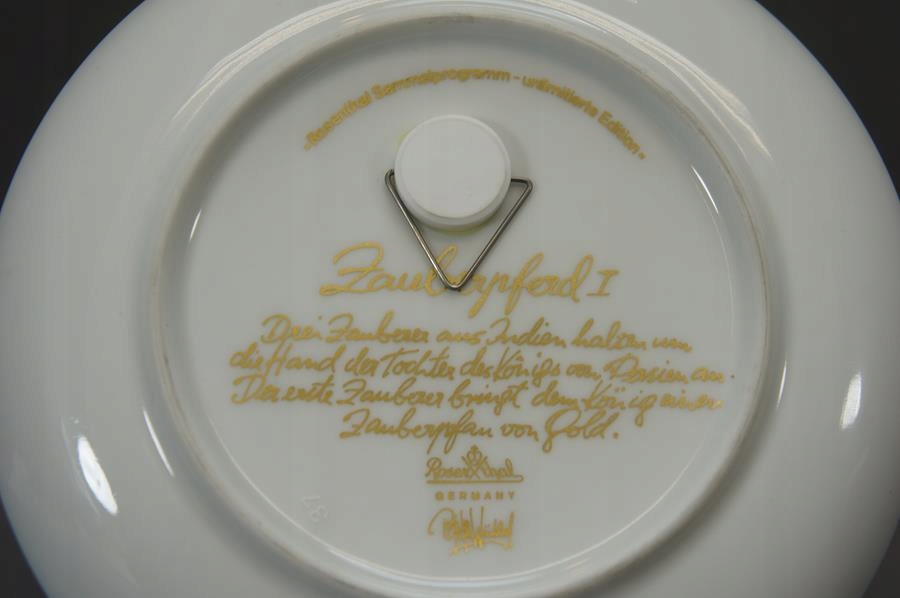 -Rosenthal Sammelprogramm - unlimitierte Edition-
Zauberpferd I
Drei Zauberer aus Indien halten um
die Hand der Tochter des Königs von Persien an.
Der erste Zauberer bringt dem König einen
Zauberpfau von Gold.
Rosenthal
GERMANY
37